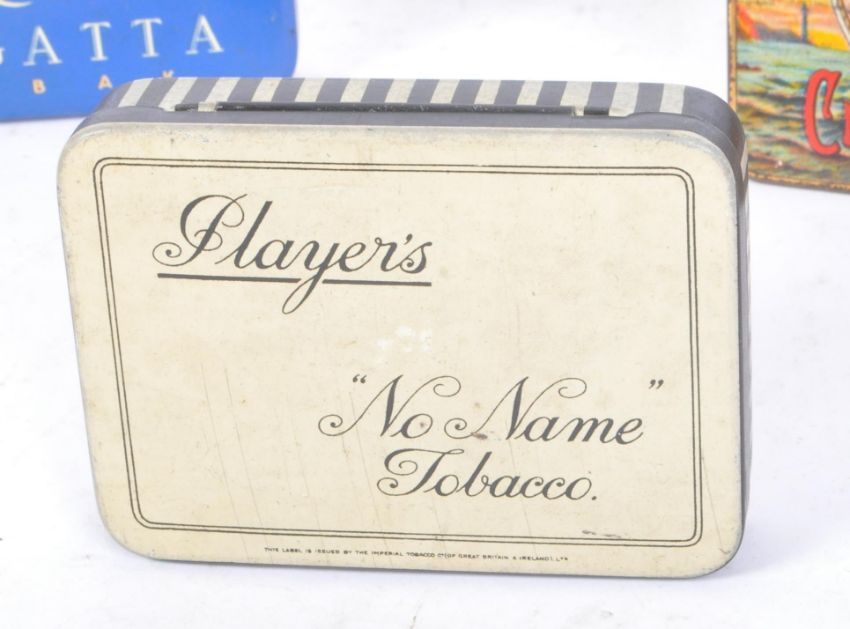 GATTA
BAY
Player's
"No Name"
Tobacco.
THIS LABEL IS ISSUED BY THE IMPERIAL TOBACCO CO (OF GREAT BRITAIN & IRELAND), LTD